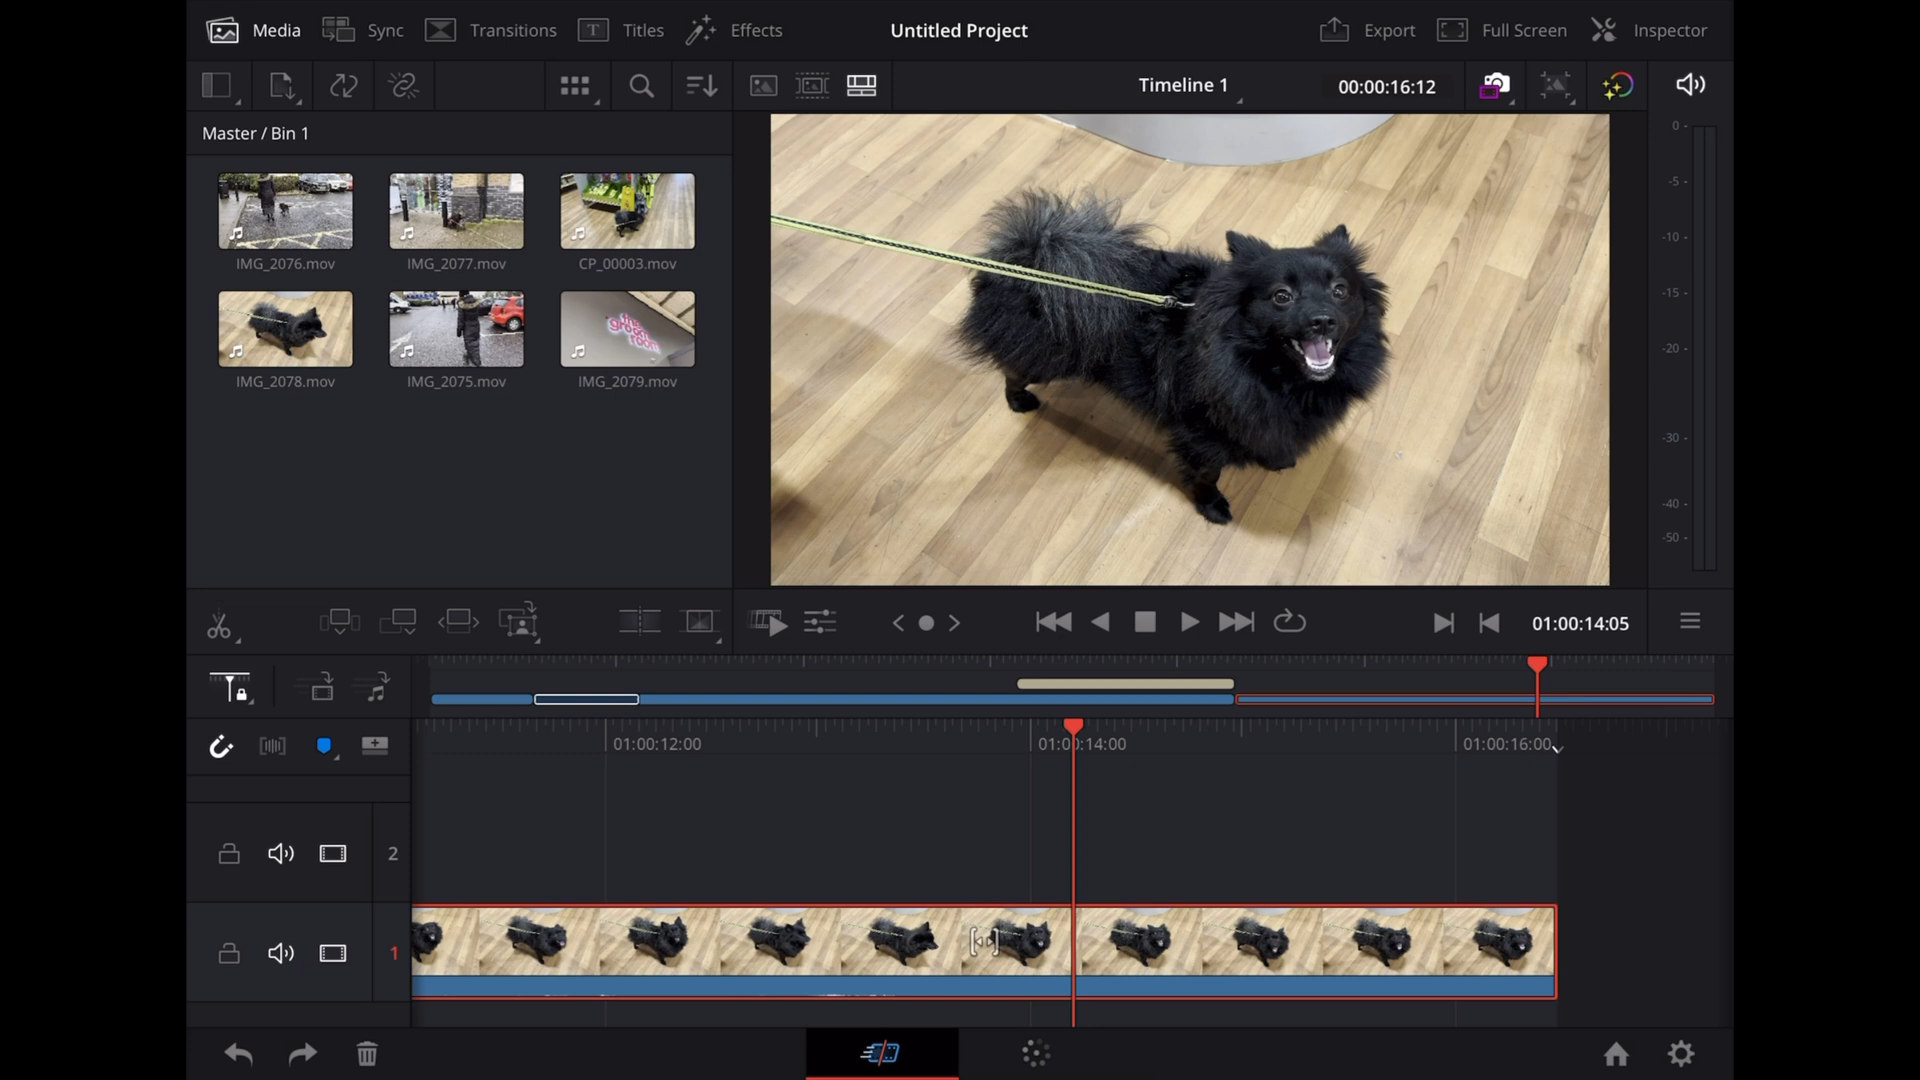 Media
Sync
Transitions
Titles
Effects
Untitled Project
Export
Full Screen
Inspector
Timeline 1
00:00:16:12
Master / Bin 1
IMG_2076.mov
IMG_2077.mov
CP_00003.mov
the groom room
IMG_2078.mov
IMG_2075.mov
IMG_2079.mov
0
-5
-10
-15
-20
-30
-40
-50
01:00:14:05
01:00:12:00
01:00:14:00
01:00:16:00
2
1